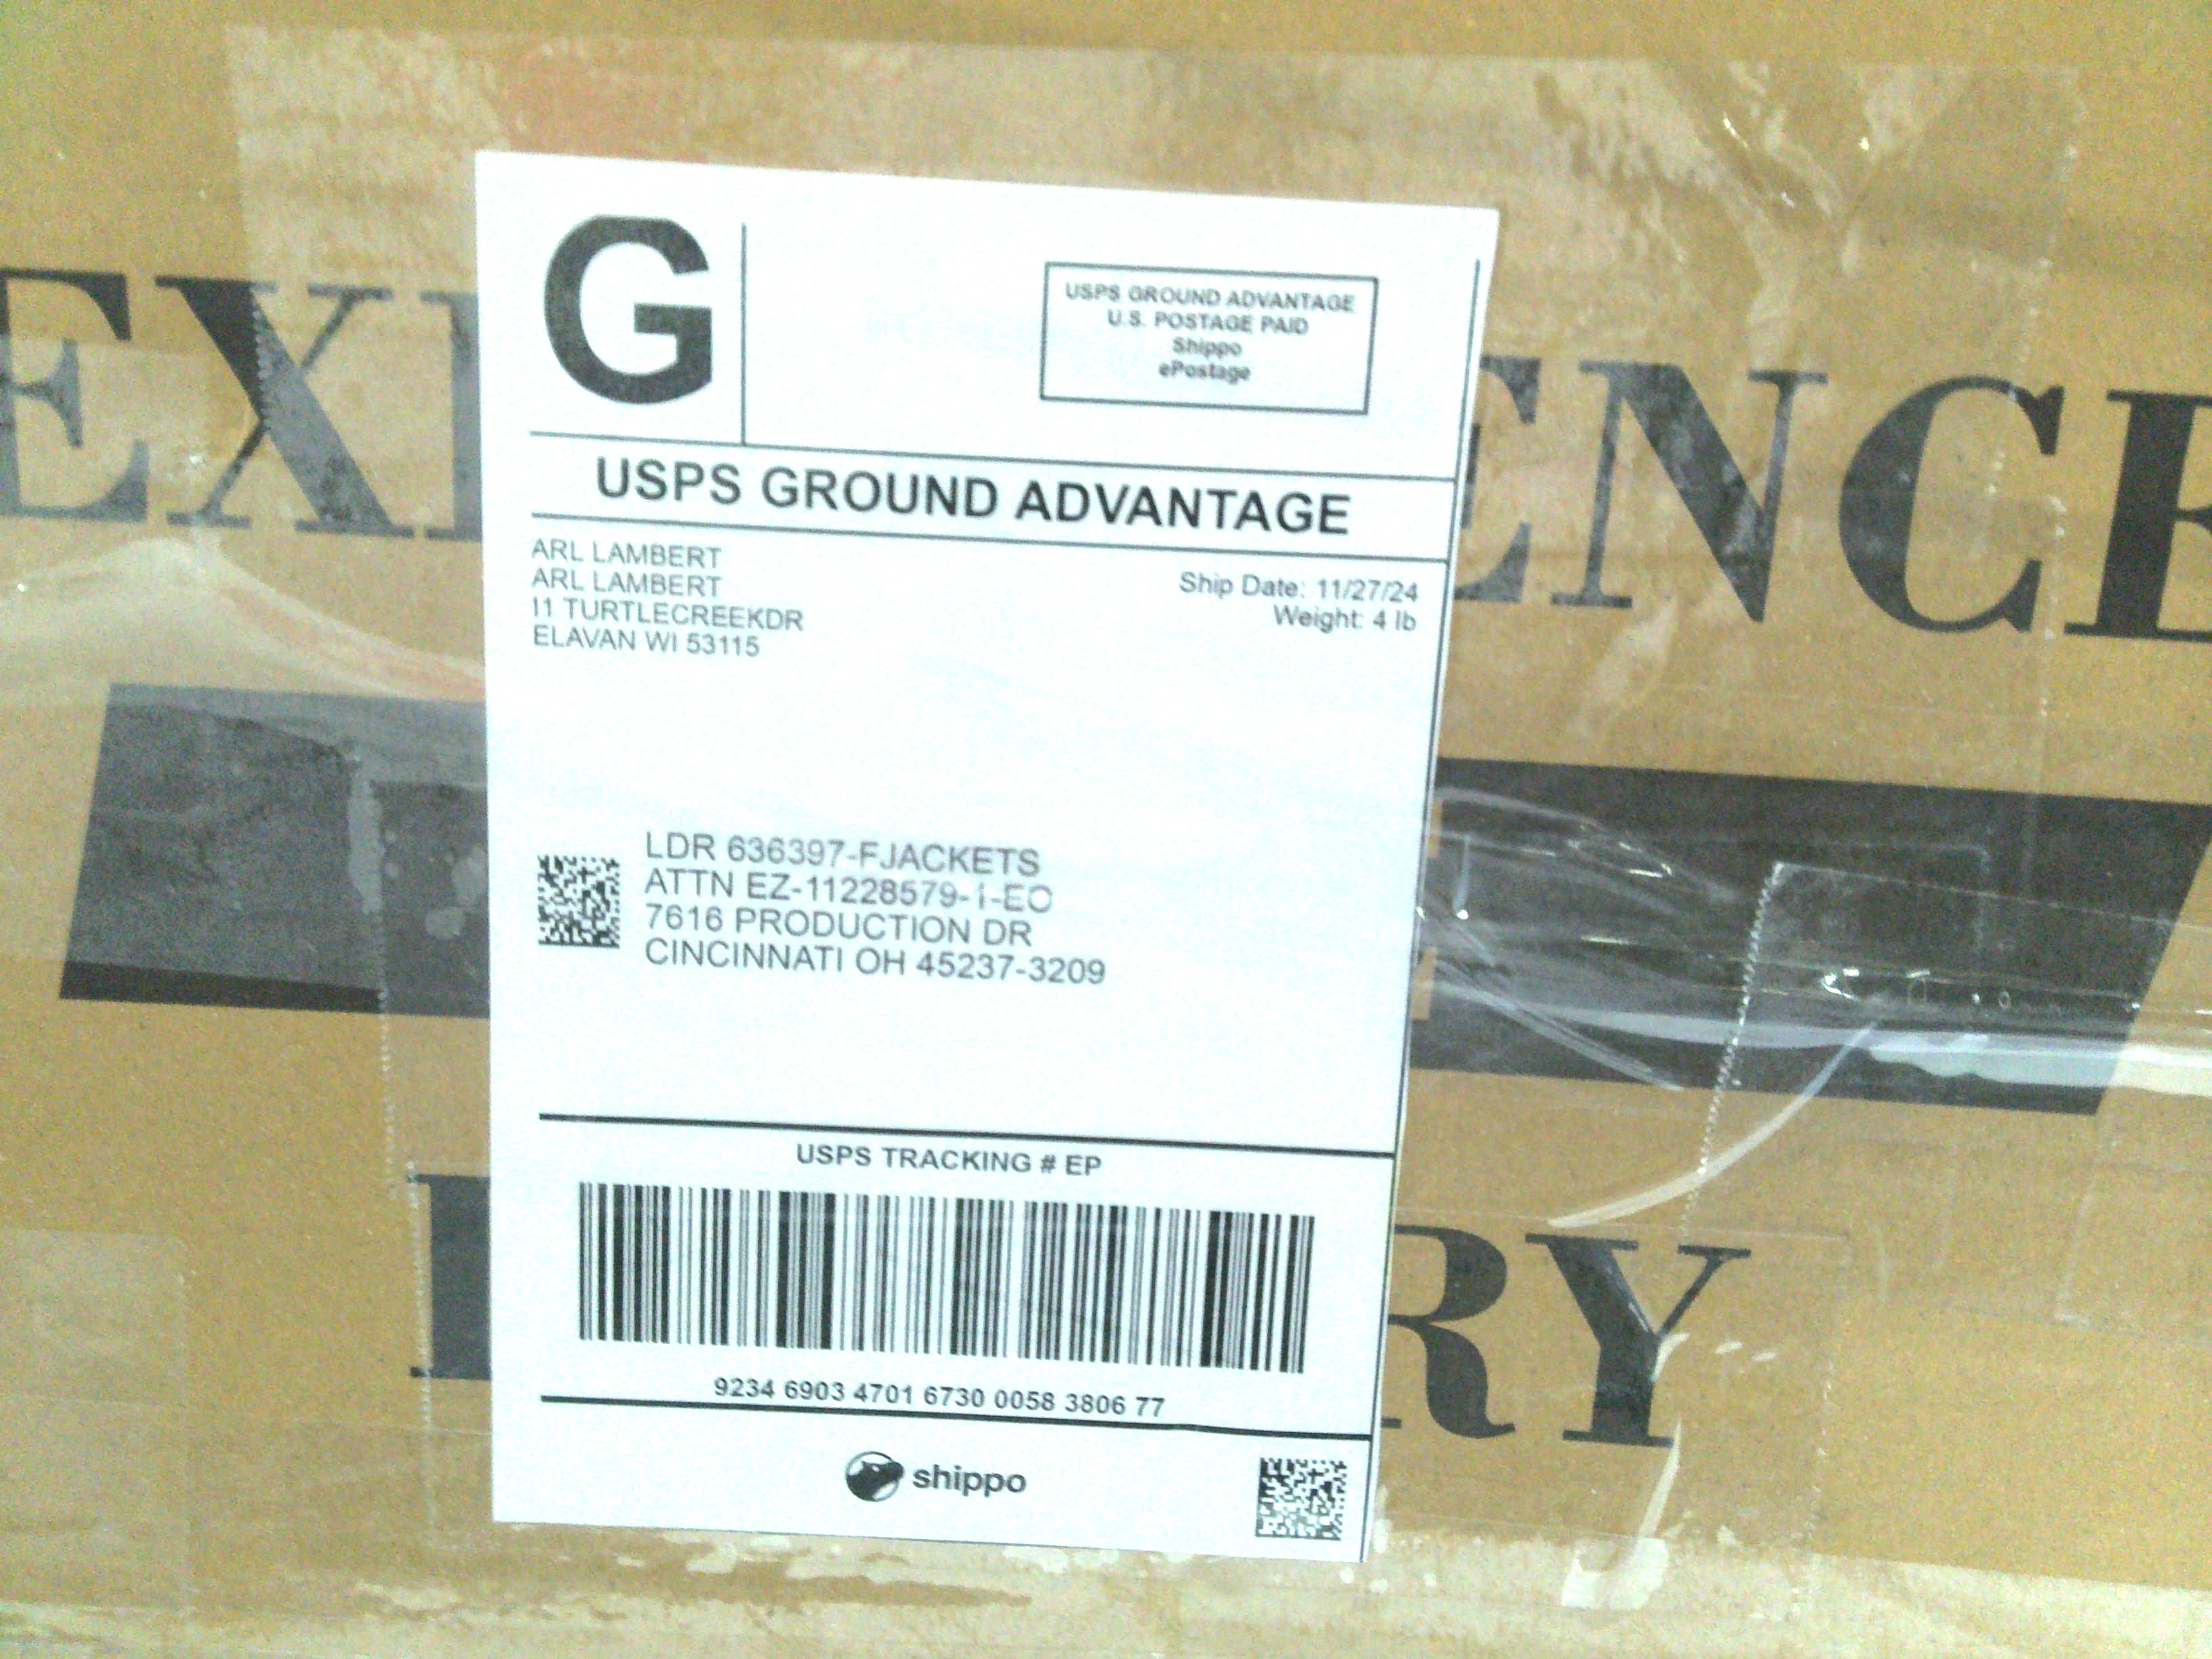 EX
ENCE
RY
G
USPS GROUND ADVANTAGE
U.S. POSTAGE PAID
Shippo
ePostage
USPS GROUND ADVANTAGE
ARL LAMBERT
ARL LAMBERT
11 TURTLECREEKDR
ELAVAN WI 53115
Ship Date: 11/27/24
Weight: 4 lb
LDR 636397-FJACKETS
ATTN EZ-11228579-1-EO
7616 PRODUCTION DR
CINCINNATI OH 45237-3209
USPS TRACKING # EP
9234 6903 4701 6730 0058 3806 77
shippo